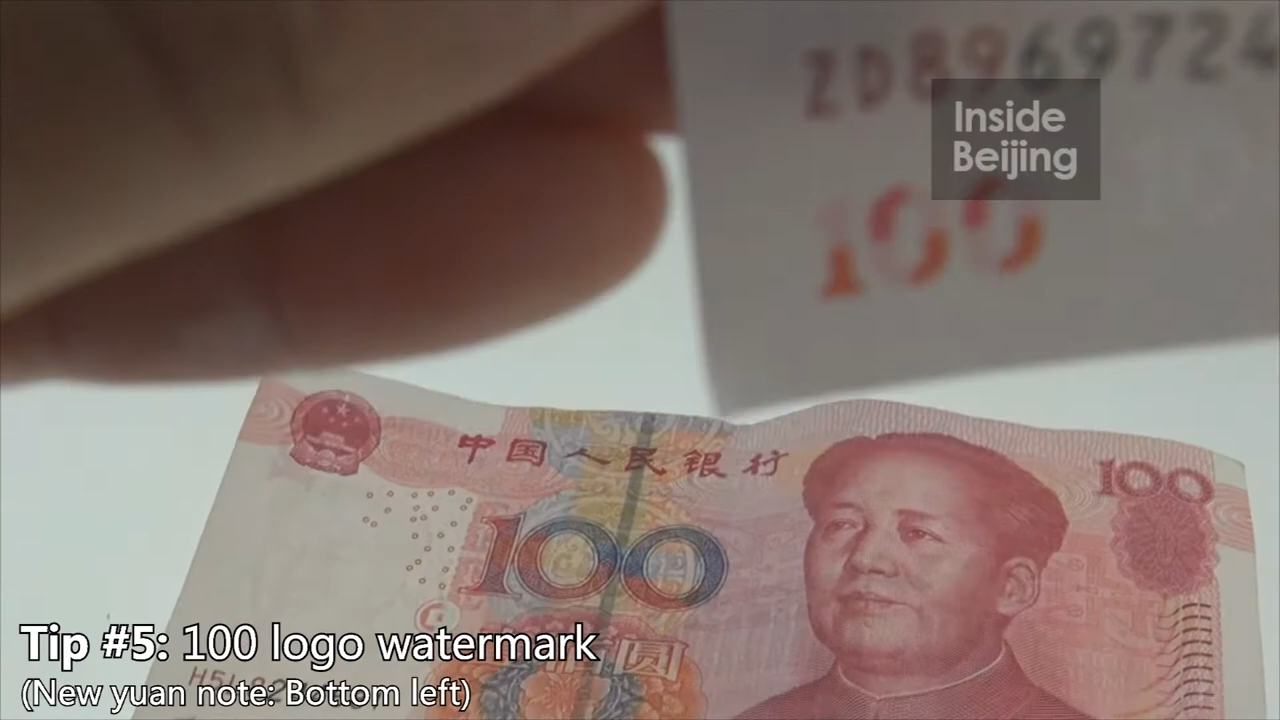 ZD8969724
Inside
Beijing
100
中国人民银行
100
100
Tip #5: 100 logo watermark
(New yuan note: Bottom left)